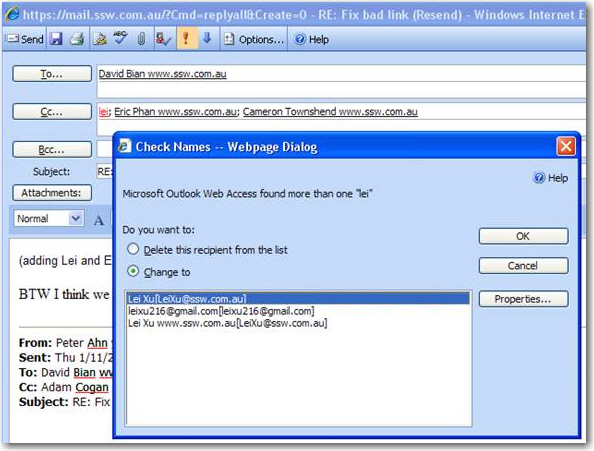 https://mail.ssw.com.au/?Cmd=replyall&Create=0 - RE: Fix bad link (Resend) - Windows Internet E
Send ABC Options... Help
To... David Bian www.ssw.com.au
Cc... lei; Eric Phan www.ssw.com.au; Cameron Townshend www.ssw.com.au
Bcc...
Subject: RE:
Attachments:
Normal A
(adding Lei and E
BTW I think we
From: Peter Ahn
Sent: Thu 1/11/2
To: David Bian ww
Cc: Adam Cogan
Subject: RE: Fix
Check Names -- Webpage Dialog
Help
Microsoft Outlook Web Access found more than one "lei"
Do you want to:
Delete this recipient from the list
Change to
OK
Cancel
Properties...
Lei Xu[LeiXu@ssw.com.au]
leixu216@gmail.com[leixu216@gmail.com]
Lei Xu www.ssw.com.au[LeiXu@ssw.com.au]